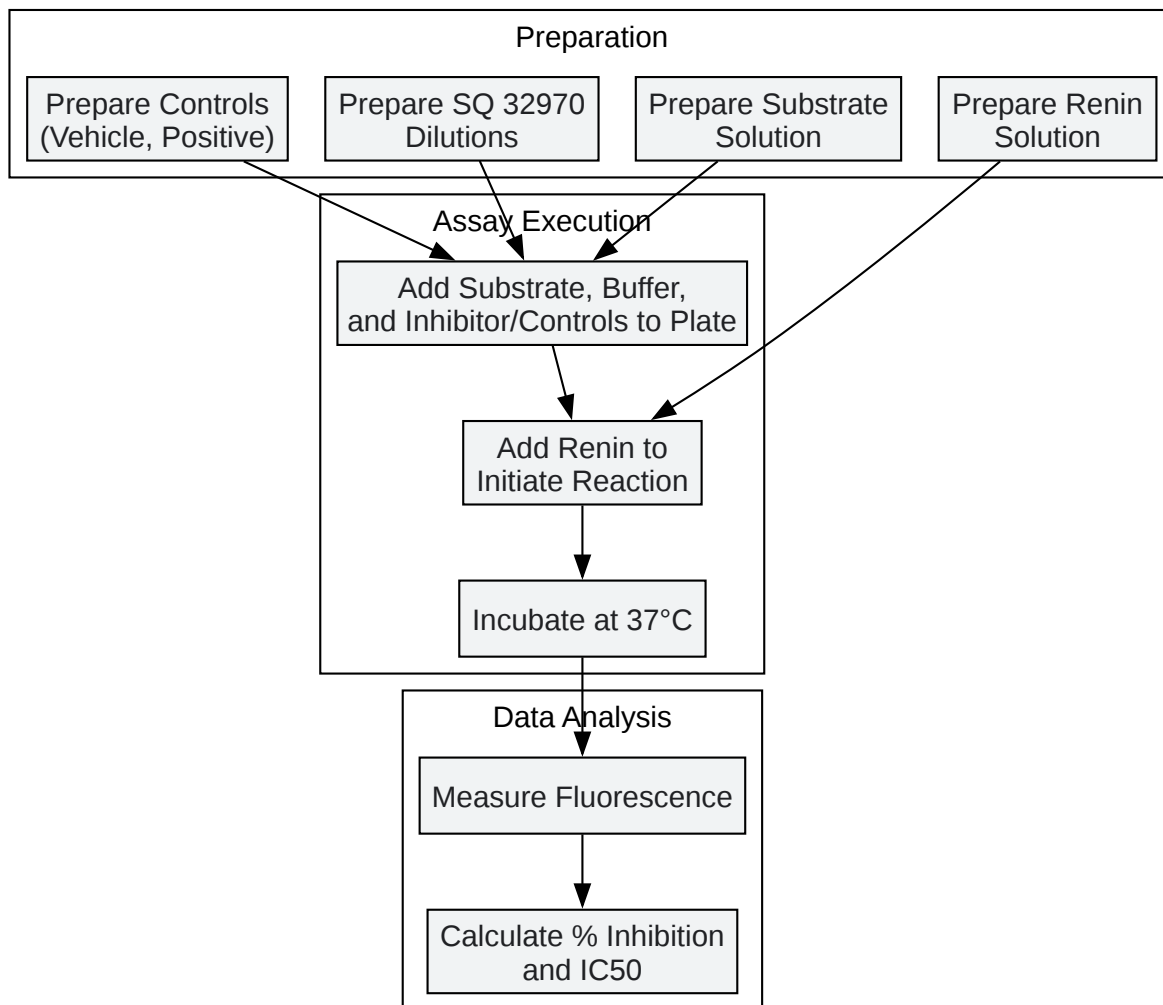 Preparation
Prepare Controls
(Vehicle, Positive)
Prepare SQ 32970
Dilutions
Prepare Substrate
Solution
Prepare Renin
Solution
Assay Execution
Add Substrate, Buffer,
and Inhibitor/Controls to Plate
Add Renin to
Initiate Reaction
Incubate at 37°C
Data Analysis
Measure Fluorescence
Calculate % Inhibition
and IC50